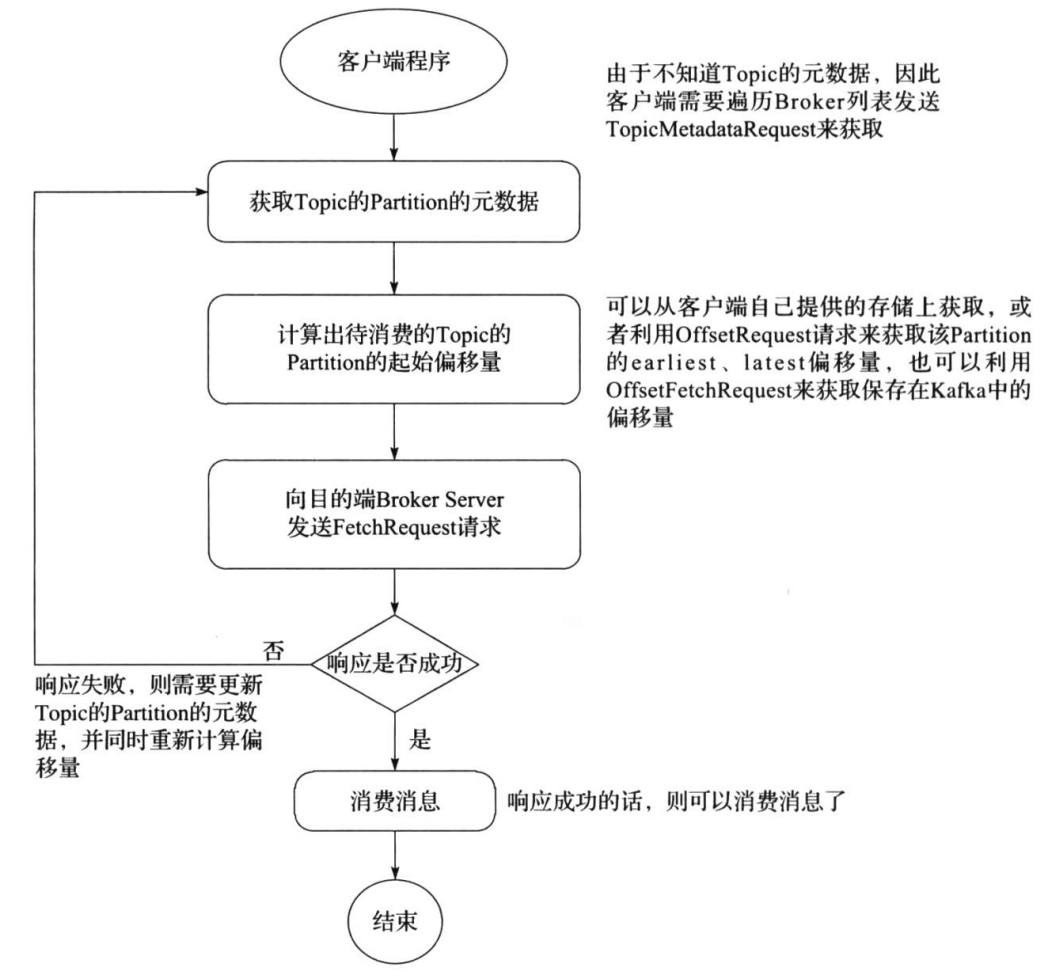 客户端程序
由于不知道Topic的元数据，因此
客户端需要遍历Broker列表发送
TopicMetadataRequest来获取
获取Topic的Partition的元数据
计算出待消费的Topic的
Partition的起始偏移量
可以从客户端自己提供的存储上获取，或
者利用OffsetRequest请求来获取该Partition
的earliest、latest偏移量，也可以利用
OffsetFetchRequest来获取保存在Kafka中的
偏移量
向目的端Broker Server
发送FetchRequest请求
否
响应是否成功
响应失败，则需要更新
Topic的Partition的元数
据，并同时重新计算偏
移量
是
消费消息
响应成功的话，则可以消费消息了
结束